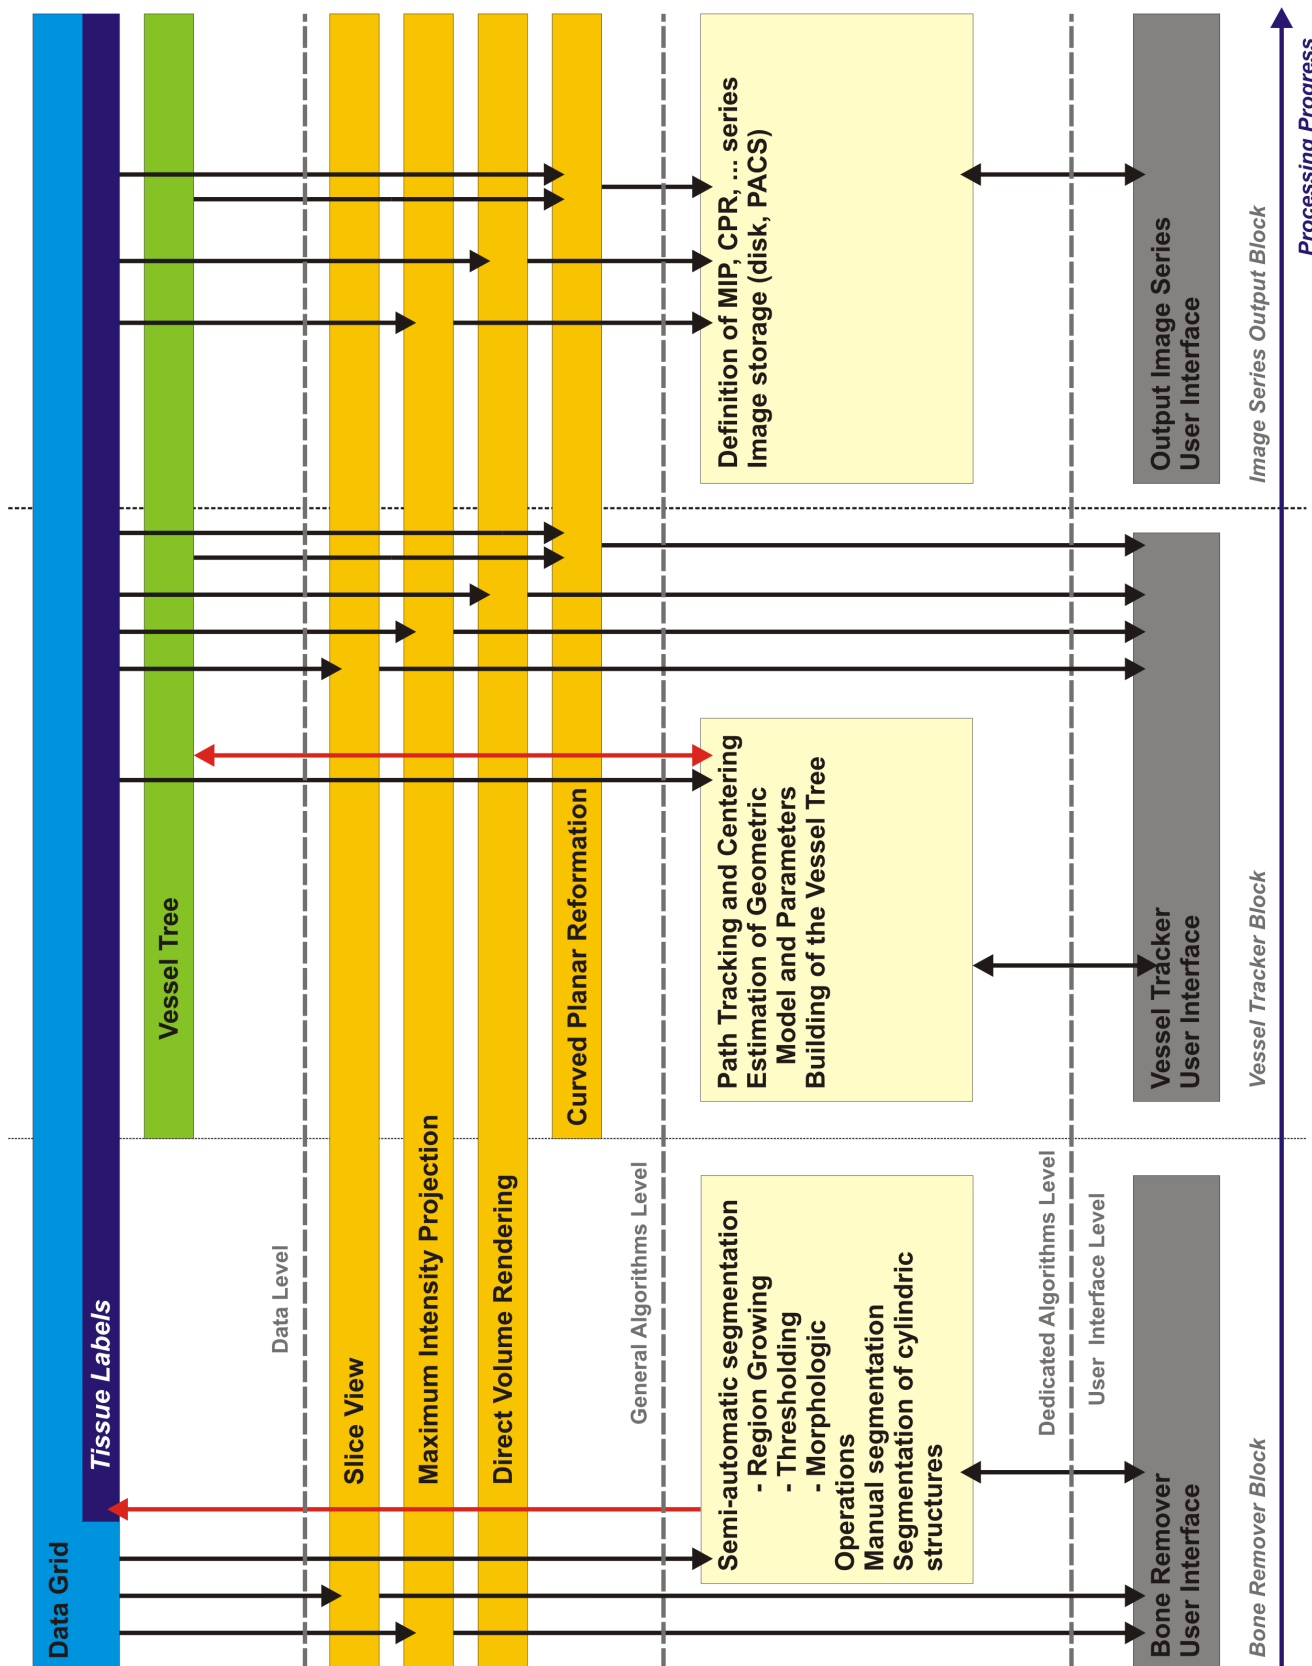 Data Grid
Tissue Labels
Vessel Tree
Data Level
Slice View
Maximum Intensity Projection
Direct Volume Rendering
Curved Planar Reformation
General Algorithms Level
Semi-automatic segmentation
- Region Growing
- Thresholding
- Morphologic
Operations
Manual segmentation
Segmentation of cylindric
structures
Path Tracking and Centering
Estimation of Geometric
Model and Parameters
Building of the Vessel Tree
Definition of MIP, CPR, ... series
Image storage (disk, PACS)
Dedicated Algorithms Level
User Interface Level
Bone Remover
User Interface
Vessel Tracker
User Interface
Output Image Series
User Interface
Bone Remover Block
Vessel Tracker Block
Image Series Output Block
Processing Progress